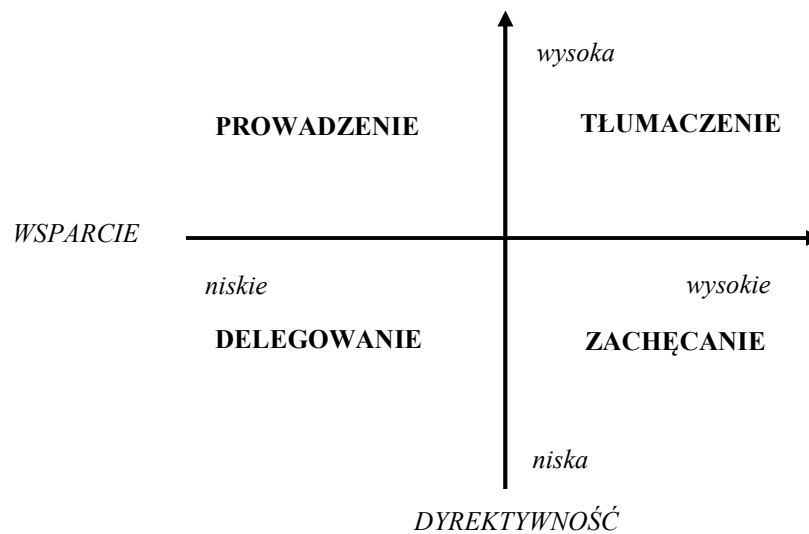 wysoka
PROWADZENIE
TŁUMACZENIE
WSPARCIE
niskie
wysokie
DELEGOWANIE
ZACHĘCANIE
niska
DYREKTYWNOŚĆ